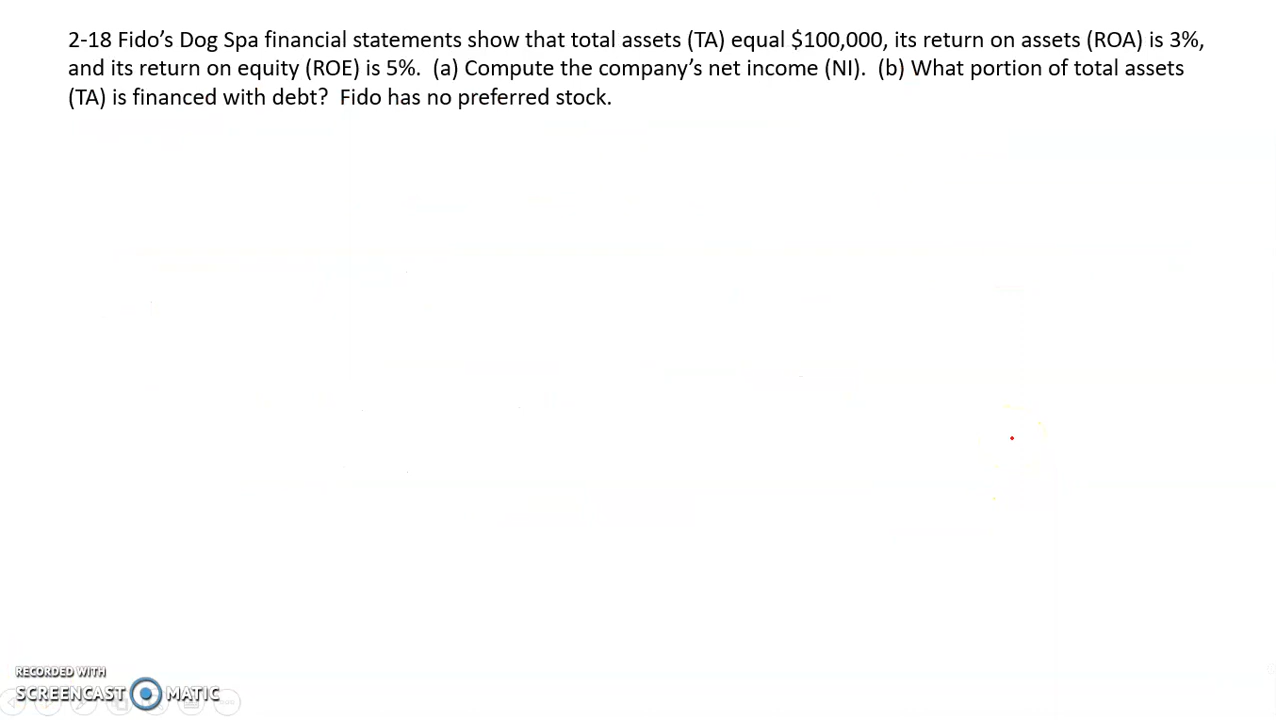 2-18 Fido’s Dog Spa financial statements show that total assets (TA) equal $100,000, its return on assets (ROA) is 3%,
and its return on equity (ROE) is 5%.  (a) Compute the company’s net income (NI).  (b) What portion of total assets
(TA) is financed with debt?  Fido has no preferred stock.
RECORDED WITH
SCREENCAST MATIC